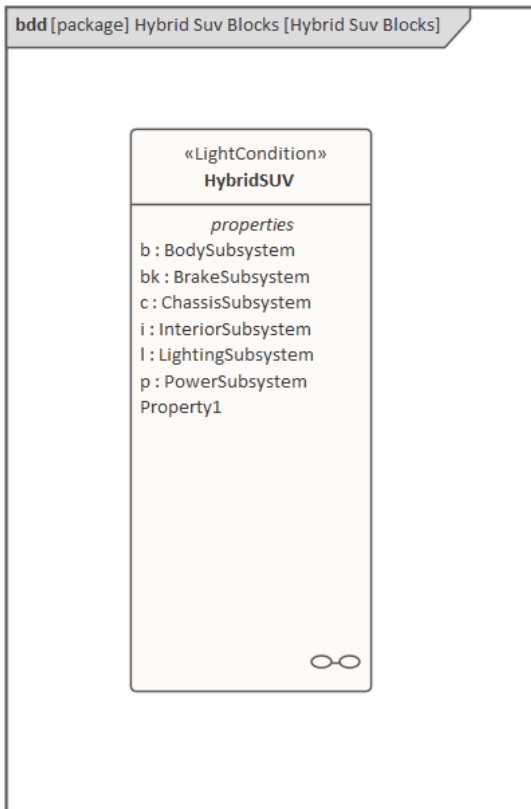 bdd [package] Hybrid Suv Blocks [Hybrid Suv Blocks]
«LightCondition»
HybridSUV
properties
b : BodySubsystem
bk : BrakeSubsystem
c : ChassisSubsystem
i : InteriorSubsystem
l : LightingSubsystem
p : PowerSubsystem
Property1